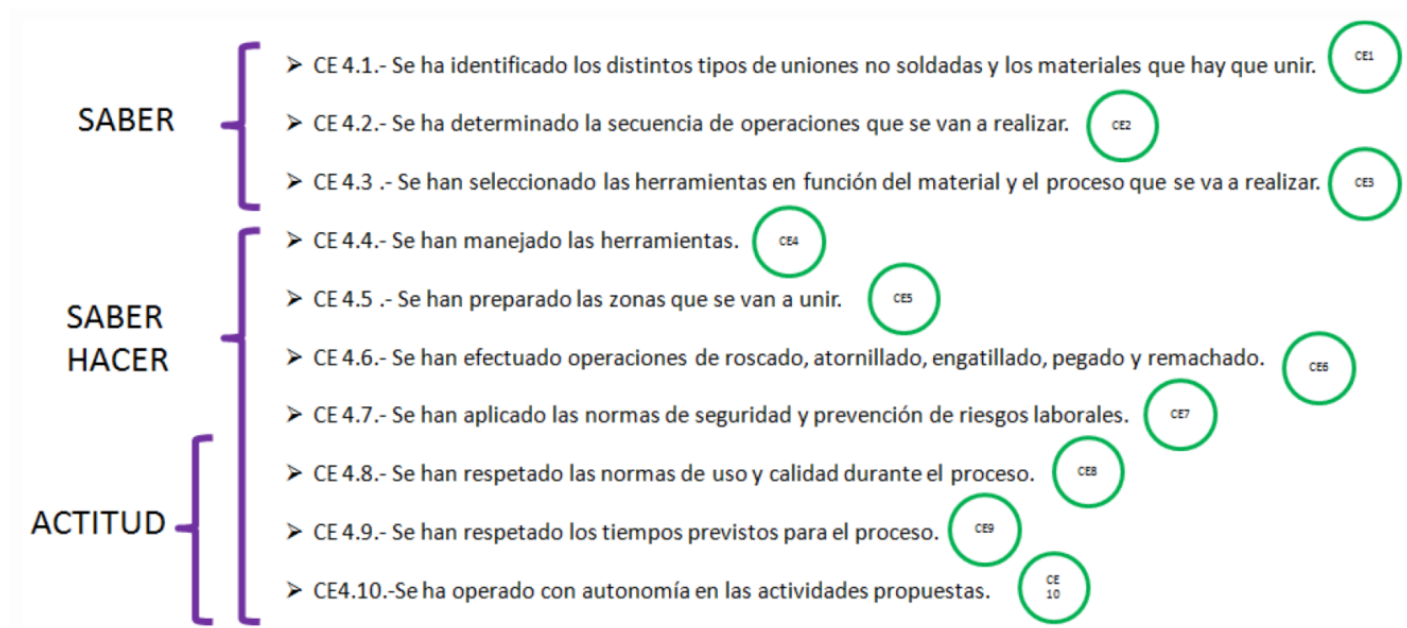 SABER
➢ CE 4.1.- Se ha identificado los distintos tipos de uniones no soldadas y los materiales que hay que unir. CE1
➢ CE 4.2.- Se ha determinado la secuencia de operaciones que se van a realizar. CE2
➢ CE 4.3 .- Se han seleccionado las herramientas en función del material y el proceso que se va a realizar. CE3
SABER
HACER
➢ CE 4.4.- Se han manejado las herramientas. CE4
➢ CE 4.5 .- Se han preparado las zonas que se van a unir. CE5
➢ CE 4.6.- Se han efectuado operaciones de roscado, atornillado, engatillado, pegado y remachado. CE6
➢ CE 4.7.- Se han aplicado las normas de seguridad y prevención de riesgos laborales. CE7
ACTITUD
➢ CE 4.8.- Se han respetado las normas de uso y calidad durante el proceso. CE8
➢ CE 4.9.- Se han respetado los tiempos previstos para el proceso. CE9
➢ CE4.10.-Se ha operado con autonomía en las actividades propuestas. CE
10